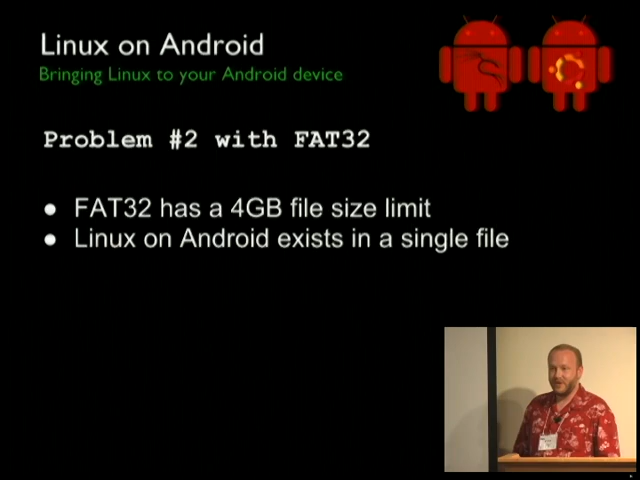 Linux on Android
Bringing Linux to your Android device
Problem #2 with FAT32
● FAT32 has a 4GB file size limit
● Linux on Android exists in a single file